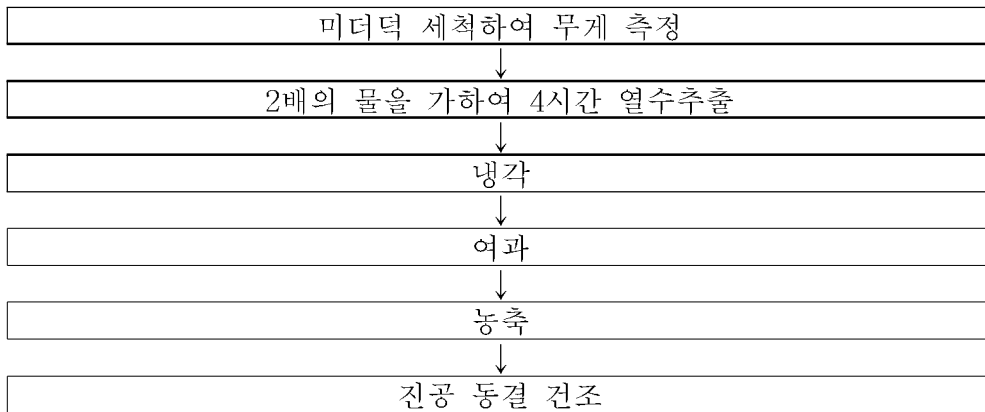 미더덕 세척하여 무게 측정
2배의 물을 가하여 4시간 열수추출
냉각
여과
농축
진공 동결 건조